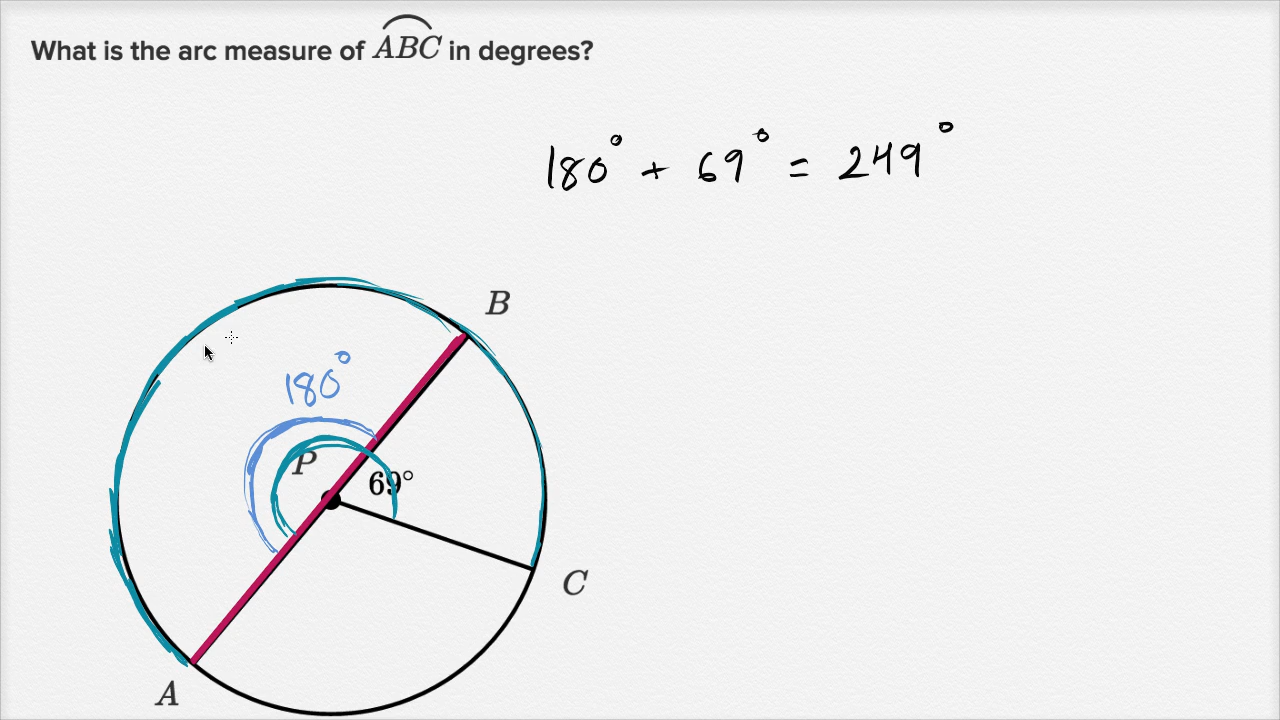 What is the arc measure of ABC in degrees?
180° + 69° = 249°
B
180°
P
69°
C
A